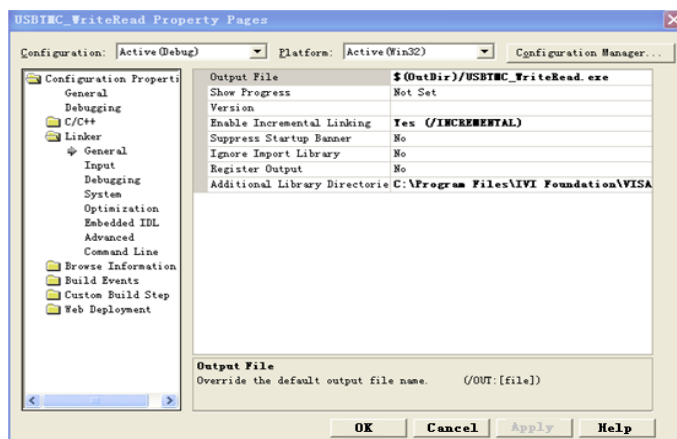 USBTMC_WriteRead Property Pages
Configuration: Active(Debug) Platform: Active(Win32) Configuration Manager...
Configuration Properti
General
Debugging
C/C++
Linker
General
Input
Debugging
System
Optimization
Embedded IDL
Advanced
Command Line
Browse Information
Build Events
Custom Build Step
Web Deployment
Output File $(OutDir)/USBTMC_WriteRead.exe
Show Progress Not Set
Version
Enable Incremental Linking Yes (/INCREMENTAL)
Suppress Startup Banner No
Ignore Import Library No
Register Output No
Additional Library Directorie C:\Program Files\IVI Foundation\VISA
Output File
Override the default output file name. (/OUT:[file])
OK Cancel Apply Help